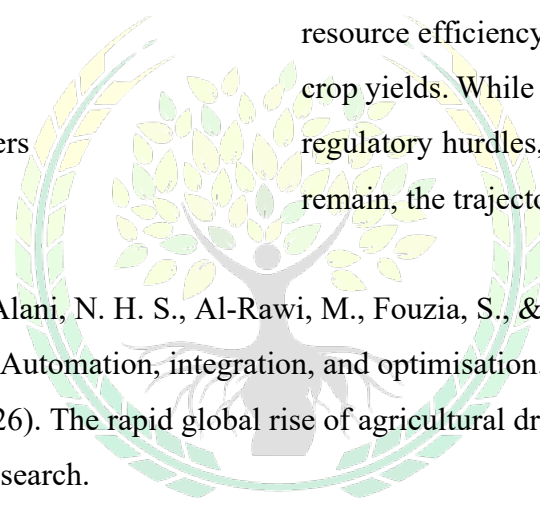 resource efficiency
crop yields. While
ers
regulatory hurdles,
remain, the trajecto
Alani, N. H. S., Al-Rawi, M., Fouzia, S., &
Automation, integration, and optimisation.
26). The rapid global rise of agricultural dr
search.